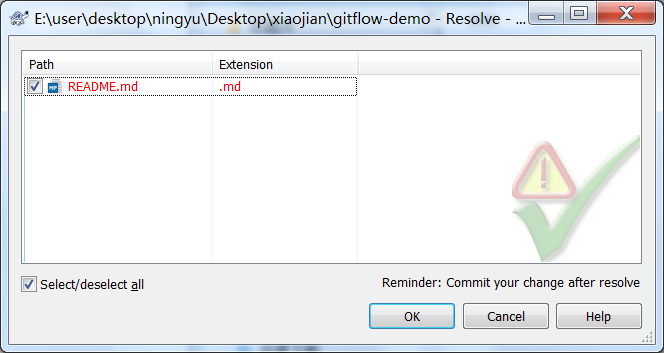 E:\user\desktop\ningyu\Desktop\xiaojian\gitflow-demo - Resolve - ...
Path Extension
README.md .md
Select/deselect all
Reminder: Commit your change after resolve
OK Cancel Help